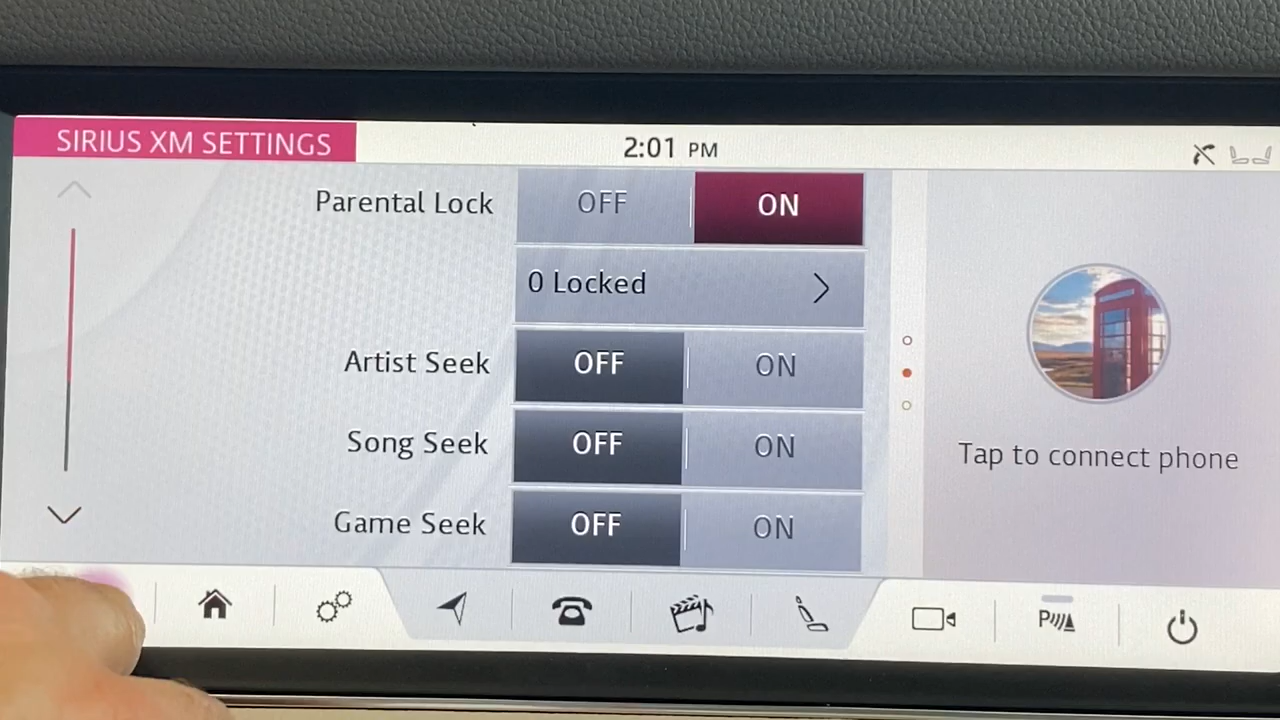 SIRIUS XM SETTINGS
2:01 PM
Parental Lock OFF ON
0 Locked
Artist Seek OFF ON
Song Seek OFF ON
Game Seek OFF ON
Tap to connect phone
P